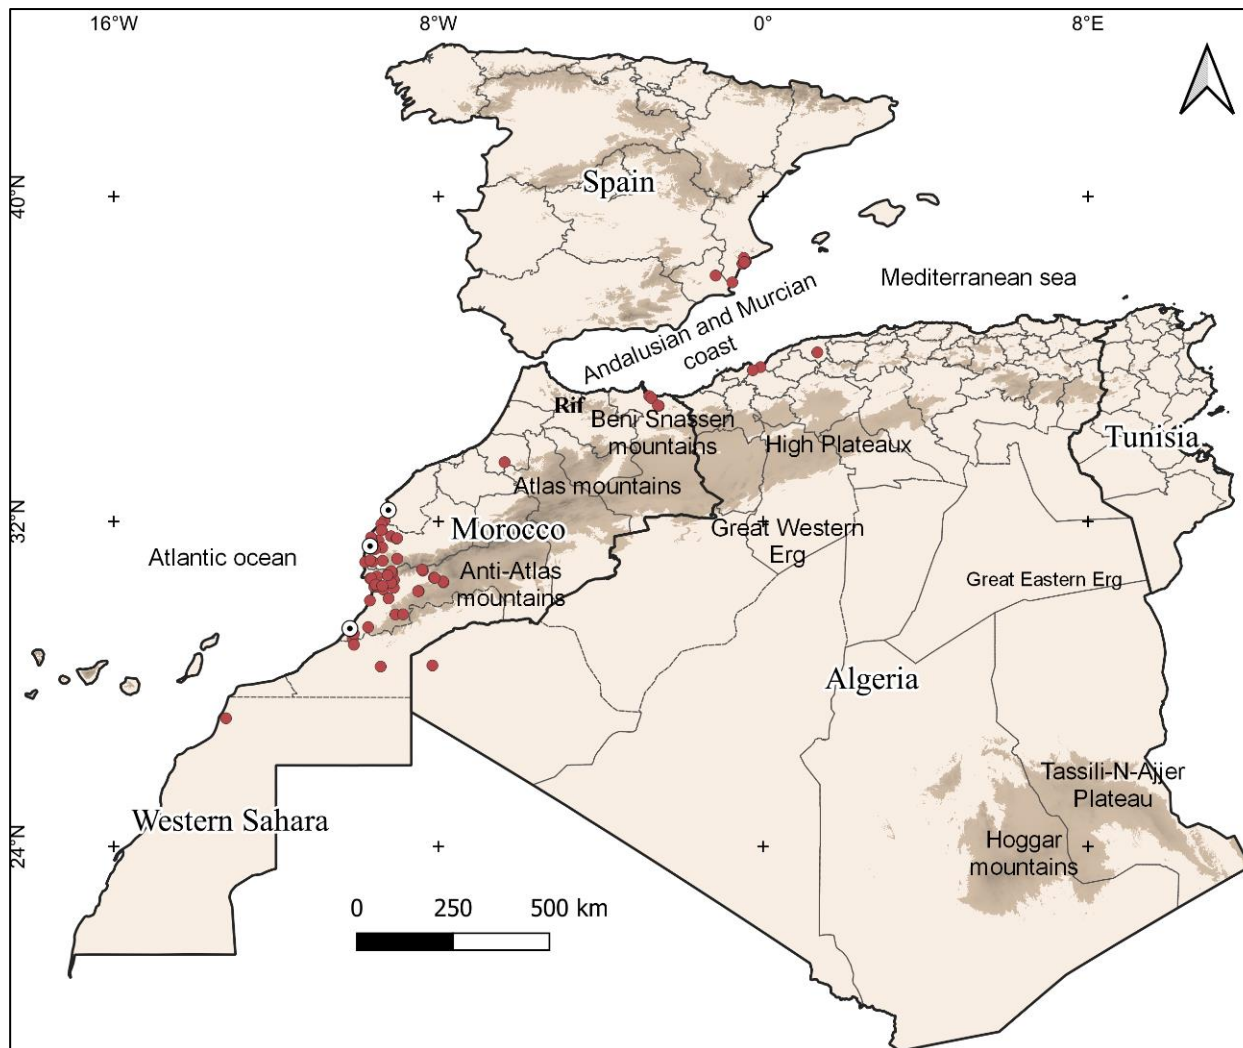 16°W
8°W
0°
8°E
40°N
Spain
Mediterranean sea
Andalusian and Murcian
coast
Rif
Beni Snassen
mountains
High Plateaux
Tunisia
Atlas mountains
32°N
Morocco
Great Western
Erg
Atlantic ocean
Anti-Atlas
mountains
Great Eastern Erg
Algeria
Tassili-N-Ajjer
Plateau
Western Sahara
Hoggar
mountains
24°N
0
250
500 km